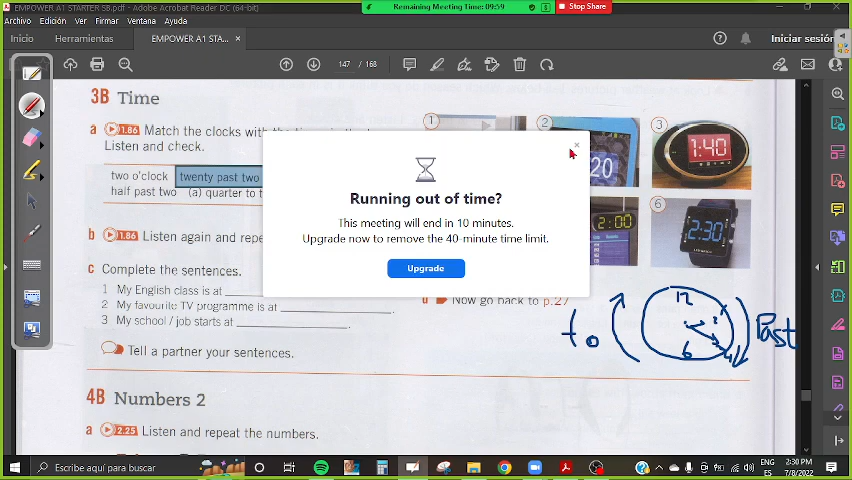 EMPOWER A1 STARTER SB.pdf - Adobe Acrobat Reader DC (64-bit)
Remaining Meeting Time: 09:59
Stop Share
Archivo Edición Ver Firmar Ventana Ayuda
Inicio Herramientas EMPOWER A1 STA... × Iniciar sesión
147 / 168
3B Time
a 1.86 Match the clocks with the
Listen and check.
two o'clock twenty past two
half past two (a) quarter to
b 1.86 Listen again and repe
c Complete the sentences.
1 My English class is at
2 My favourite TV programme is at
3 My school / job starts at
Tell a partner your sentences.
4B Numbers 2
a 2.25 Listen and repeat the numbers.
1
2
20
3
1:40
2:00
6
2:30
d Now go back to p.27
Running out of time?
This meeting will end in 10 minutes.
Upgrade now to remove the 40-minute time limit.
Upgrade
to
12
6
Past
Escribe aquí para buscar
ENG
ES
2:30 PM
7/8/2022